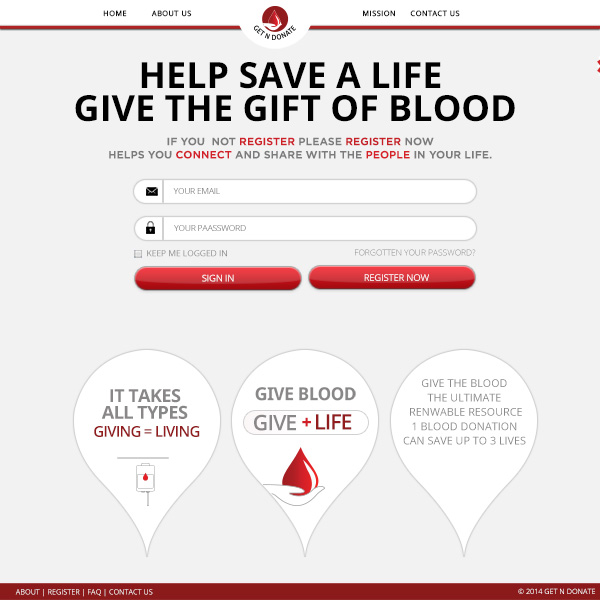 HOME ABOUT US MISSION CONTACT US
GET N DONATE
HELP SAVE A LIFE
GIVE THE GIFT OF BLOOD
IF YOU NOT REGISTER PLEASE REGISTER NOW
HELPS YOU CONNECT AND SHARE WITH THE PEOPLE IN YOUR LIFE.
YOUR EMAIL
YOUR PAASSWORD
KEEP ME LOGGED IN
FORGOTTEN YOUR PASSWORD?
SIGN IN
REGISTER NOW
IT TAKES
ALL TYPES
GIVING = LIVING
GIVE BLOOD
GIVE + LIFE
GIVE THE BLOOD
THE ULTIMATE
RENWABLE RESOURCE
1 BLOOD DONATION
CAN SAVE UP TO 3 LIVES
ABOUT | REGISTER | FAQ | CONTACT US
© 2014 GET N DONATE